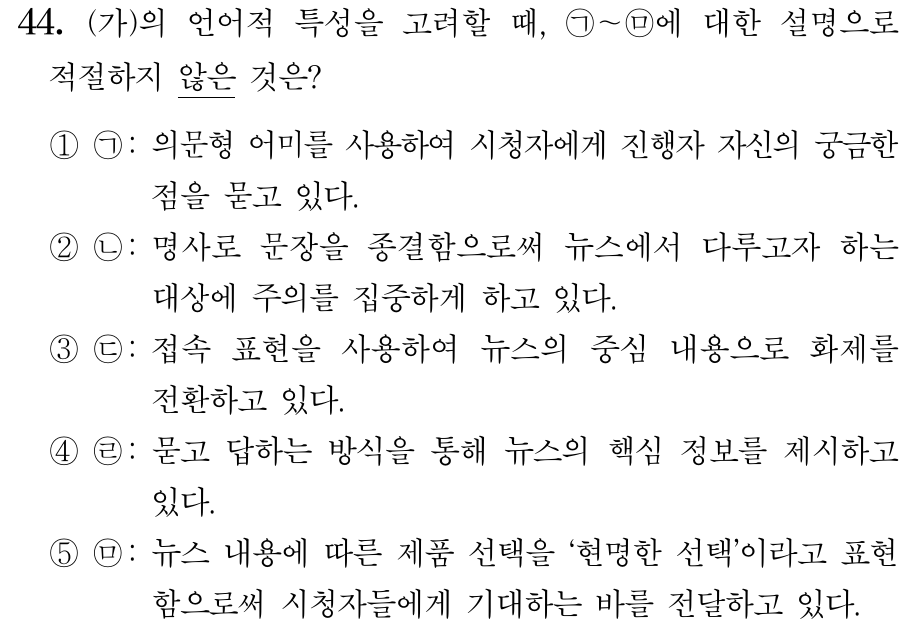 44. (가)의 언어적 특성을 고려할 때, ㉠~㉤에 대한 설명으로
적절하지 않은 것은?
① ㉠: 의문형 어미를 사용하여 시청자에게 진행자 자신의 궁금한
점을 묻고 있다.
② ㉡: 명사로 문장을 종결함으로써 뉴스에서 다루고자 하는
대상에 주의를 집중하게 하고 있다.
③ ㉢: 접속 표현을 사용하여 뉴스의 중심 내용으로 화제를
전환하고 있다.
④ ㉣: 묻고 답하는 방식을 통해 뉴스의 핵심 정보를 제시하고
있다.
⑤ ㉤: 뉴스 내용에 따른 제품 선택을 ‘현명한 선택’이라고 표현
함으로써 시청자들에게 기대하는 바를 전달하고 있다.